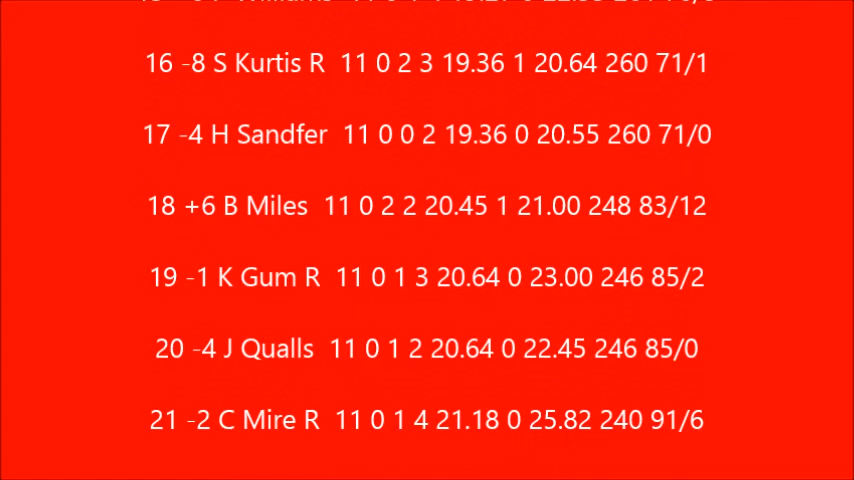 16 -8 S Kurtis R 11 0 2 3 19.36 1 20.64 260 71/1
17 -4 H Sandfer 11 0 0 2 19.36 0 20.55 260 71/0
18 +6 B Miles 11 0 2 2 20.45 1 21.00 248 83/12
19 -1 K Gum R 11 0 1 3 20.64 0 23.00 246 85/2
20 -4 J Qualls 11 0 1 2 20.64 0 22.45 246 85/0
21 -2 C Mire R 11 0 1 4 21.18 0 25.82 240 91/6